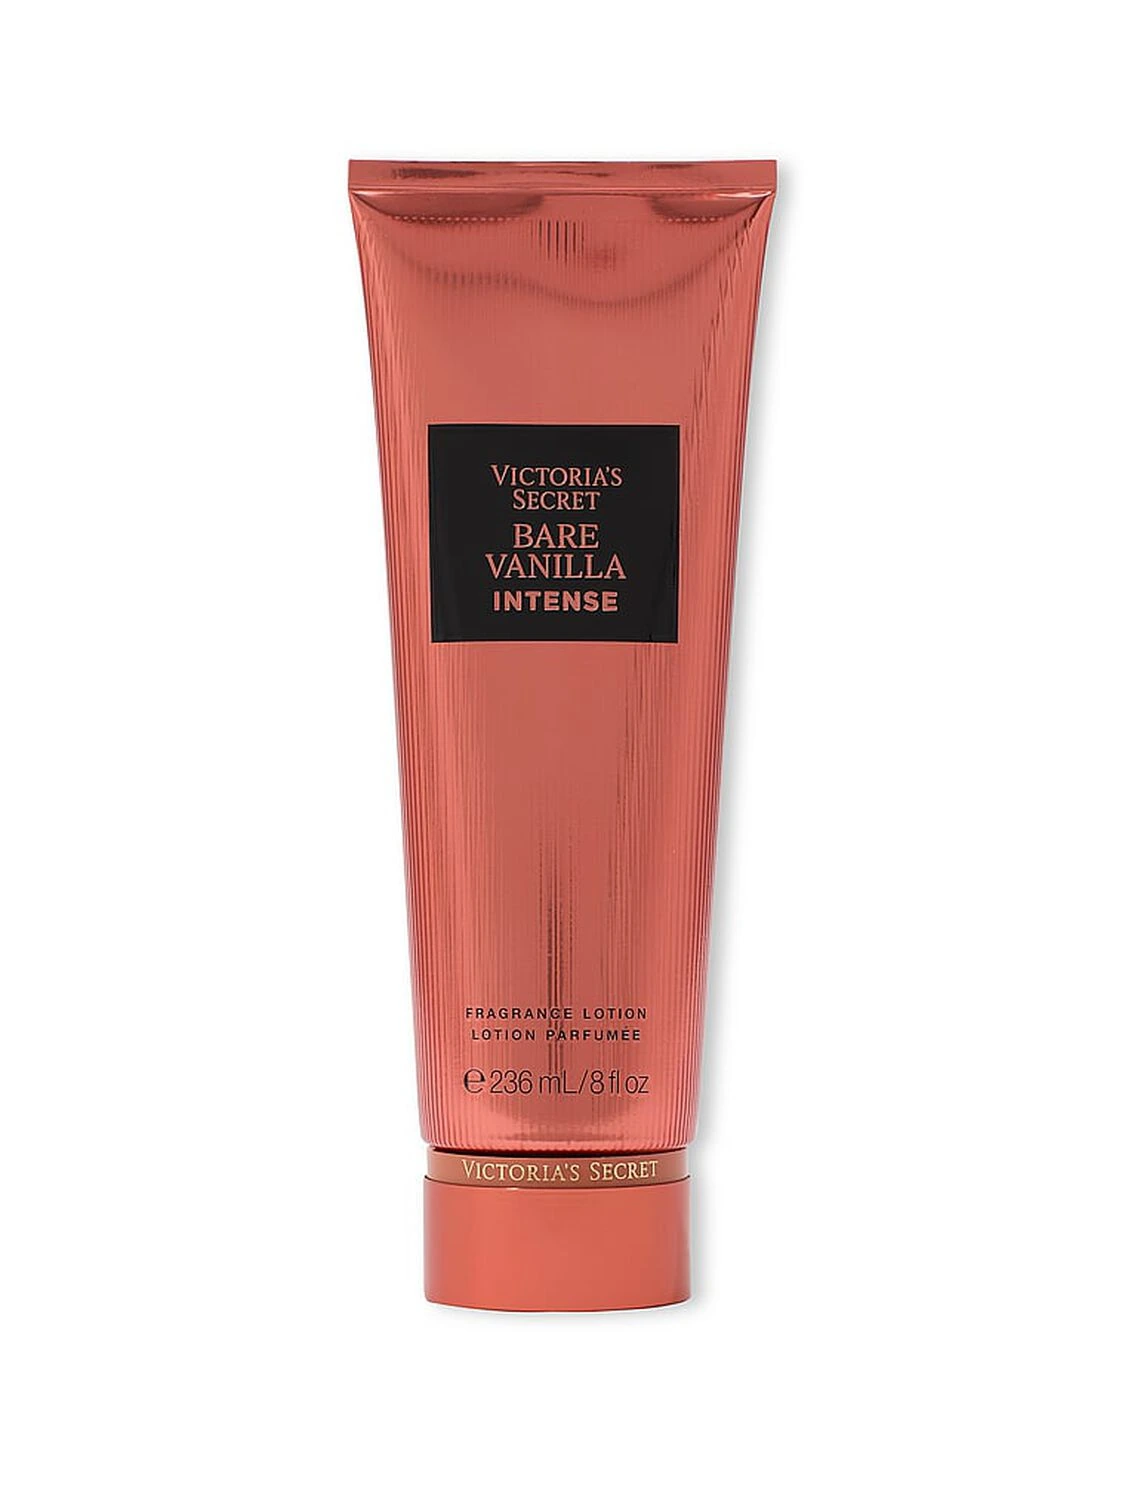 VICTORIA'S
SECRET
BARE
VANILLA
INTENSE
FRAGRANCE LOTION
LOTION PARFUMÉE
℮ 236 mL/8 fl oz
VICTORIA'S SECRET